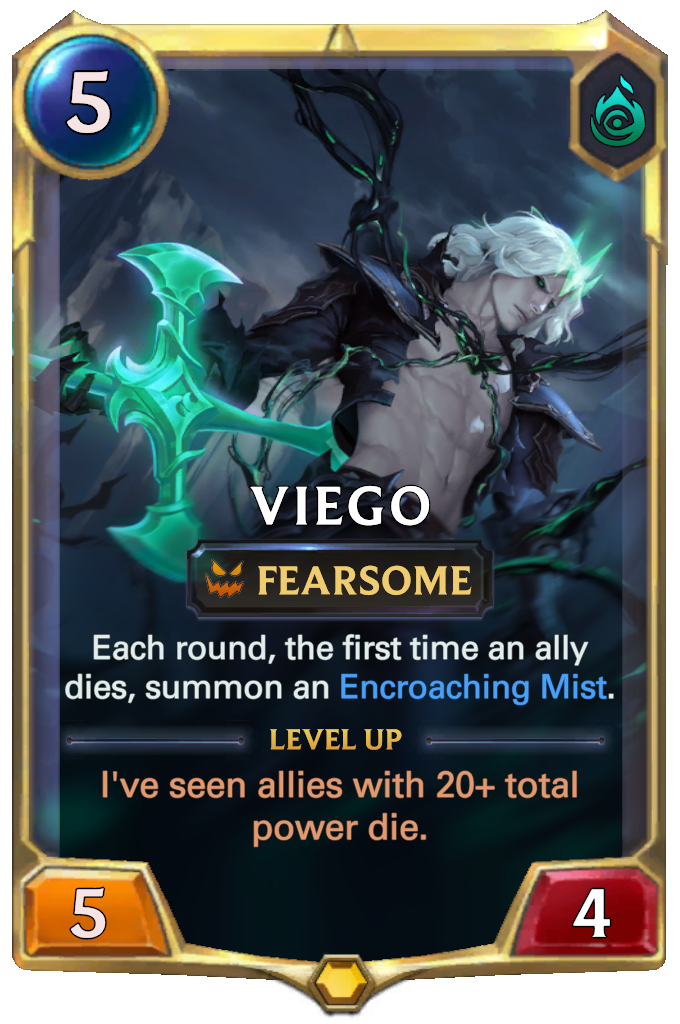 5
VIEGO
FEARSOME
Each round, the first time an ally
dies, summon an Encroaching Mist.
LEVEL UP
I've seen allies with 20+ total
power die.
5
4